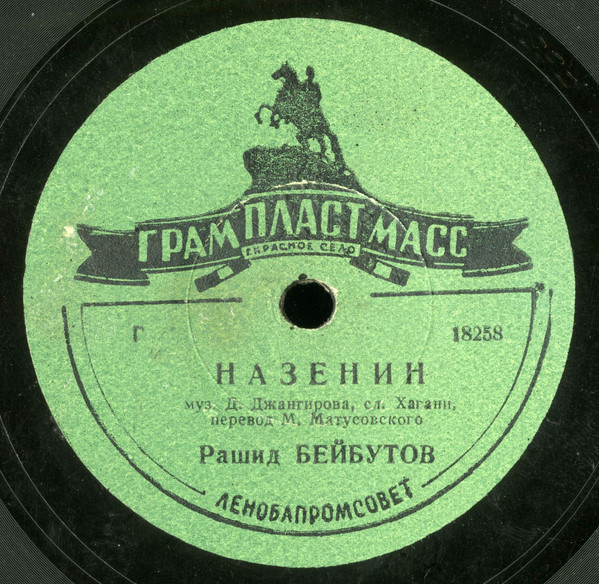 ГРАМПЛАСТМАСС
Г. КРАСНОЕ СЕЛО
Г 18258
НАЗЕНИН
муз. Д. Джангирова, сл. Хагани,
перевод М. Матусовского
Рашид БЕЙБУТОВ
ЛЕНОБЛПРОМСОВЕТ